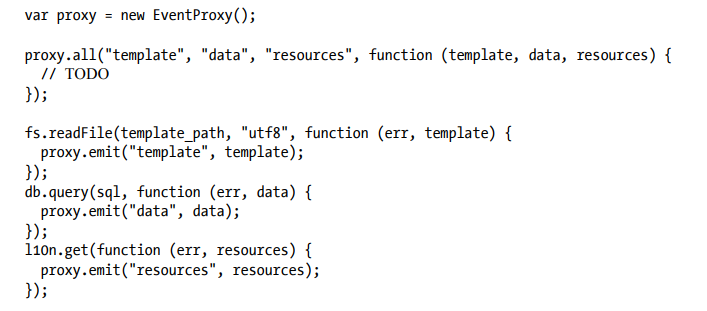 var proxy = new EventProxy();
proxy.all("template", "data", "resources", function (template, data, resources) {
  // TODO
});
fs.readFile(template_path, "utf8", function (err, template) {
  proxy.emit("template", template);
});
db.query(sql, function (err, data) {
  proxy.emit("data", data);
});
l10n.get(function (err, resources) {
  proxy.emit("resources", resources);
});